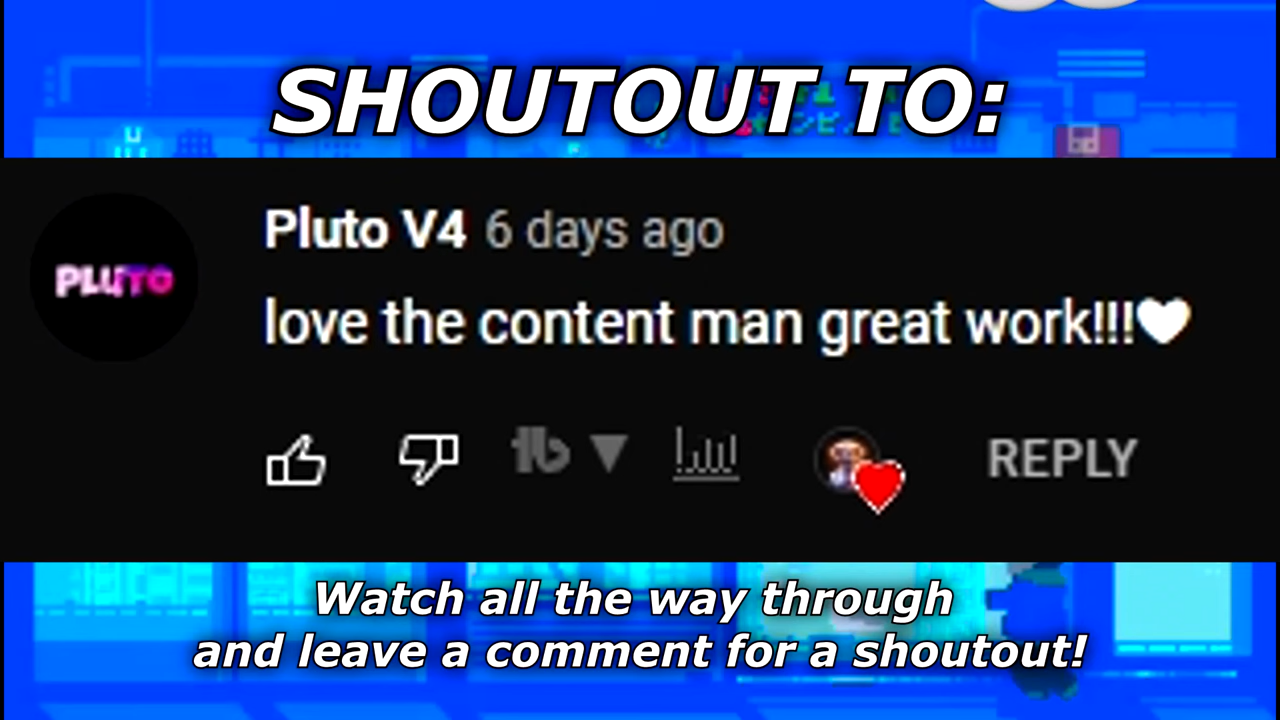 SHOUTOUT TO:
PLUTO
Pluto V4 6 days ago
love the content man great work!!!🤍
REPLY
Watch all the way through
and leave a comment for a shoutout!